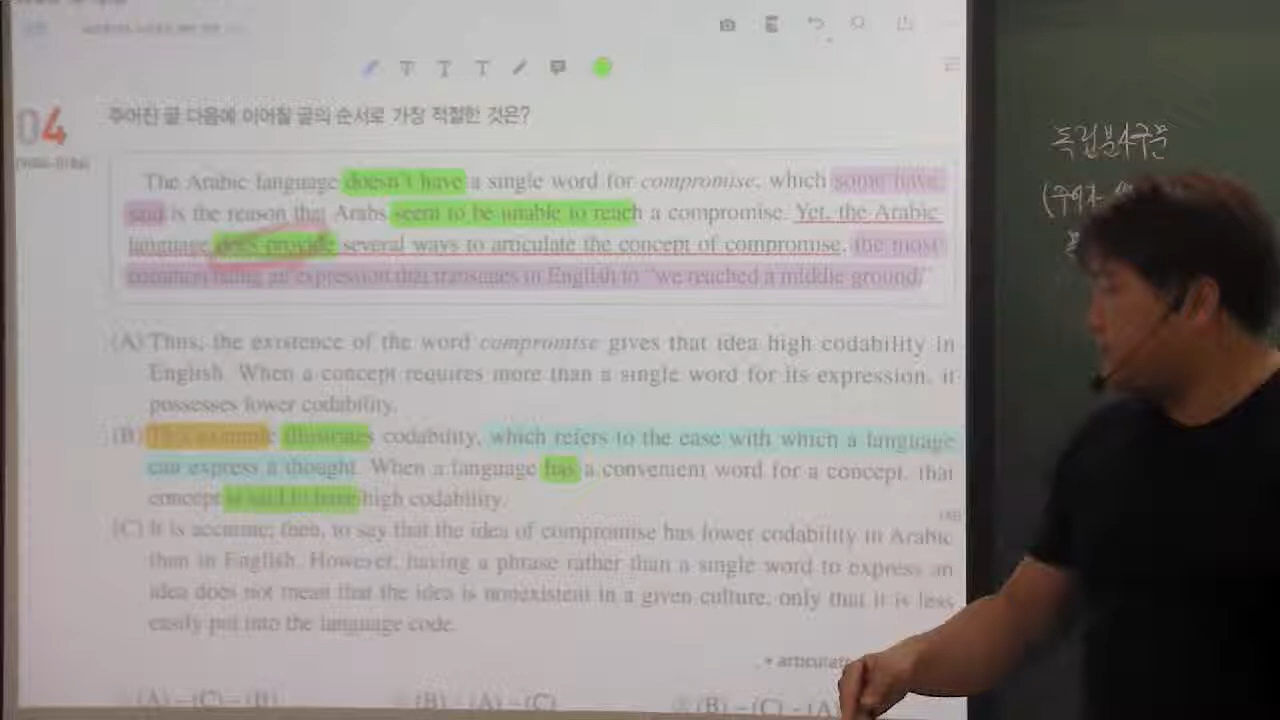 04
주어진 글 다음에 이어질 글의 순서로 가장 적절한 것은?
The Arabic language doesn't have a single word for compromise, which some have
said is the reason that Arabs seem to be unable to reach a compromise. Yet, the Arabic
language does provide several ways to articulate the concept of compromise, the most
common being an expression that translates in English to "we reached a middle ground."
(A) Thus, the existence of the word compromise gives that idea high codability in
English. When a concept requires more than a single word for its expression, it
possesses lower codability.
(B) This example illustrates codability, which refers to the ease with which a language
can express a thought. When a language has a convenient word for a concept, that
concept is said to have high codability.
(C) It is accurate, then, to say that the idea of compromise has lower codability in Arabic
than in English. However, having a phrase rather than a single word to express an
idea does not mean that the idea is nonexistent in a given culture, only that it is less
easily put into the language code.
* articulate
(A) – (C) – (B)
(B) – (A) – (C)
(B) – (C) – (A)
독립분사구문